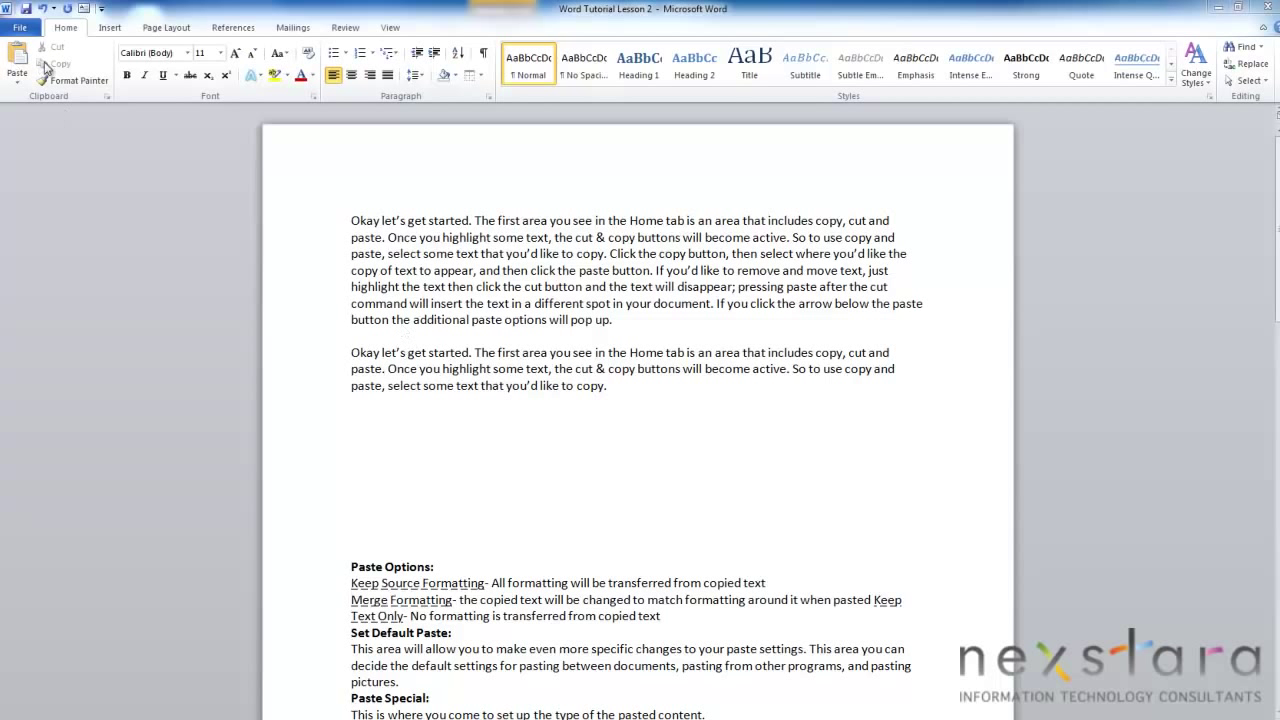 Word Tutorial Lesson 2 - Microsoft Word
File Home Insert Page Layout References Mailings Review View
Paste
Cut
Copy
Format Painter
Clipboard
Calibri (Body) 11
Font
Paragraph
AaBbCcDc AaBbCcDc AaBbC AaBbCc AaB AaBbCc. AaBbCcDc AaBbCcDc AaBbCcDc AaBbCcDc AaBbCcDc AaBbCcDc
¶ Normal ¶ No Spaci... Heading 1 Heading 2 Title Subtitle Subtle Em... Emphasis Intense E... Strong Quote Intense Q...
Styles
Change
Styles
Find
Replace
Select
Editing
Okay let's get started. The first area you see in the Home tab is an area that includes copy, cut and
paste. Once you highlight some text, the cut & copy buttons will become active. So to use copy and
paste, select some text that you'd like to copy. Click the copy button, then select where you'd like the
copy of text to appear, and then click the paste button. If you'd like to remove and move text, just
highlight the text then click the cut button and the text will disappear; pressing paste after the cut
command will insert the text in a different spot in your document. If you click the arrow below the paste
button the additional paste options will pop up.
Okay let's get started. The first area you see in the Home tab is an area that includes copy, cut and
paste. Once you highlight some text, the cut & copy buttons will become active. So to use copy and
paste, select some text that you'd like to copy.
Paste Options:
Keep Source Formatting- All formatting will be transferred from copied text
Merge Formatting- the copied text will be changed to match formatting around it when pasted Keep
Text Only- No formatting is transferred from copied text
Set Default Paste:
This area will allow you to make even more specific changes to your paste settings. This area you can
decide the default settings for pasting between documents, pasting from other programs, and pasting
pictures.
Paste Special:
This is where you come to set up the type of the pasted content.
nexstara
INFORMATION TECHNOLOGY CONSULTANTS